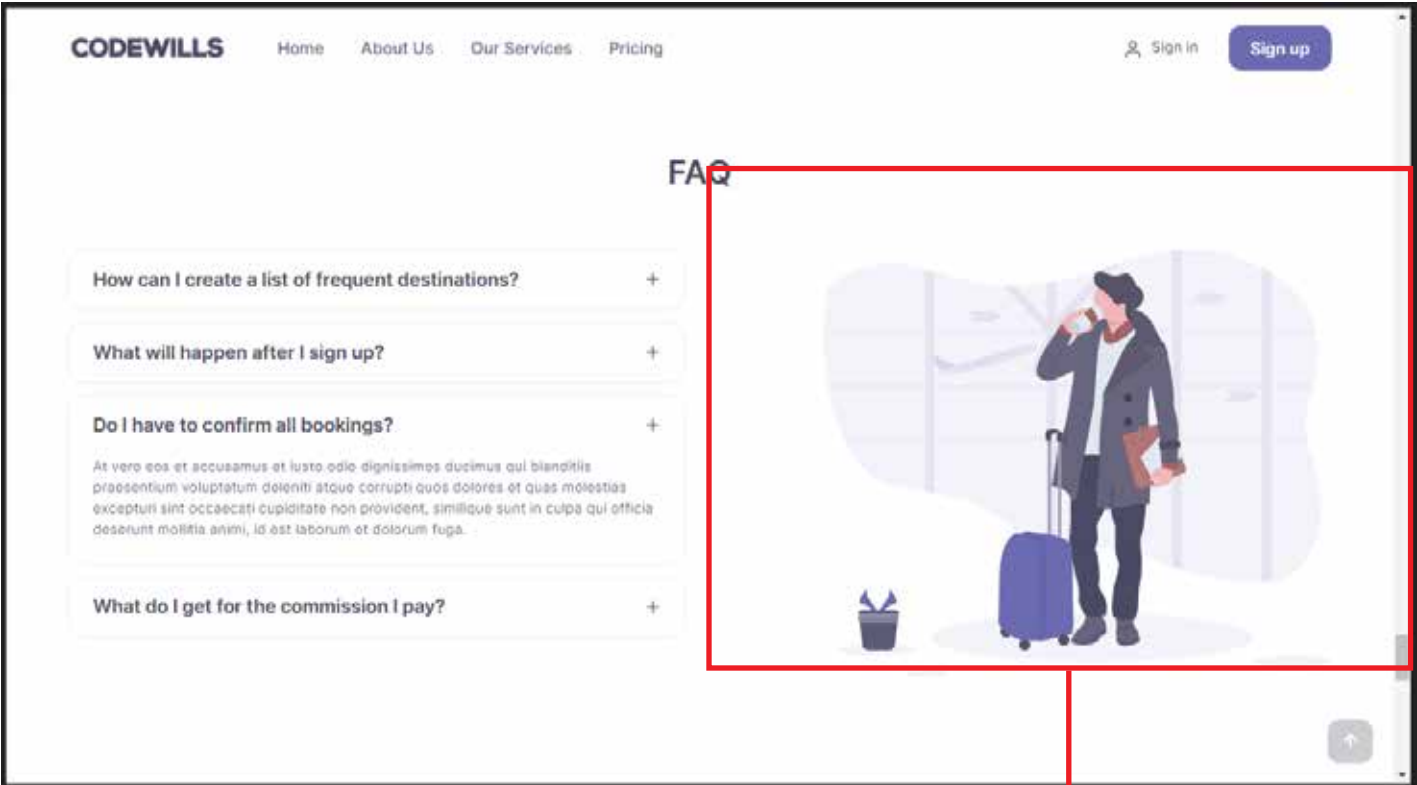 CODEWILLS Home About Us Our Services Pricing Sign in Sign up
FAQ
How can I create a list of frequent destinations? +
What will happen after I sign up? +
Do I have to confirm all bookings? +
At vero eos et accusamus et iusto odio dignissimos ducimus qui blanditiis
praesentium voluptatum deleniti atque corrupti quos dolores et quas molestias
excepturi sint occaecati cupiditate non provident, similique sunt in culpa qui officia
deserunt mollitia animi, id est laborum et dolorum fuga.
What do I get for the commission I pay? +